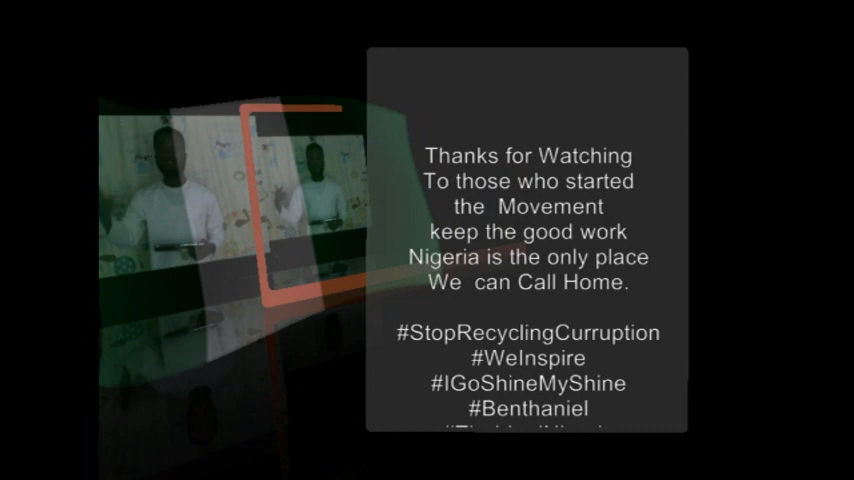 Thanks for Watching
To those who started
the Movement
keep the good work
Nigeria is the only place
We can Call Home.
#StopRecyclingCurruption
#WeInspire
#IGoShineMyShine
#Benthaniel